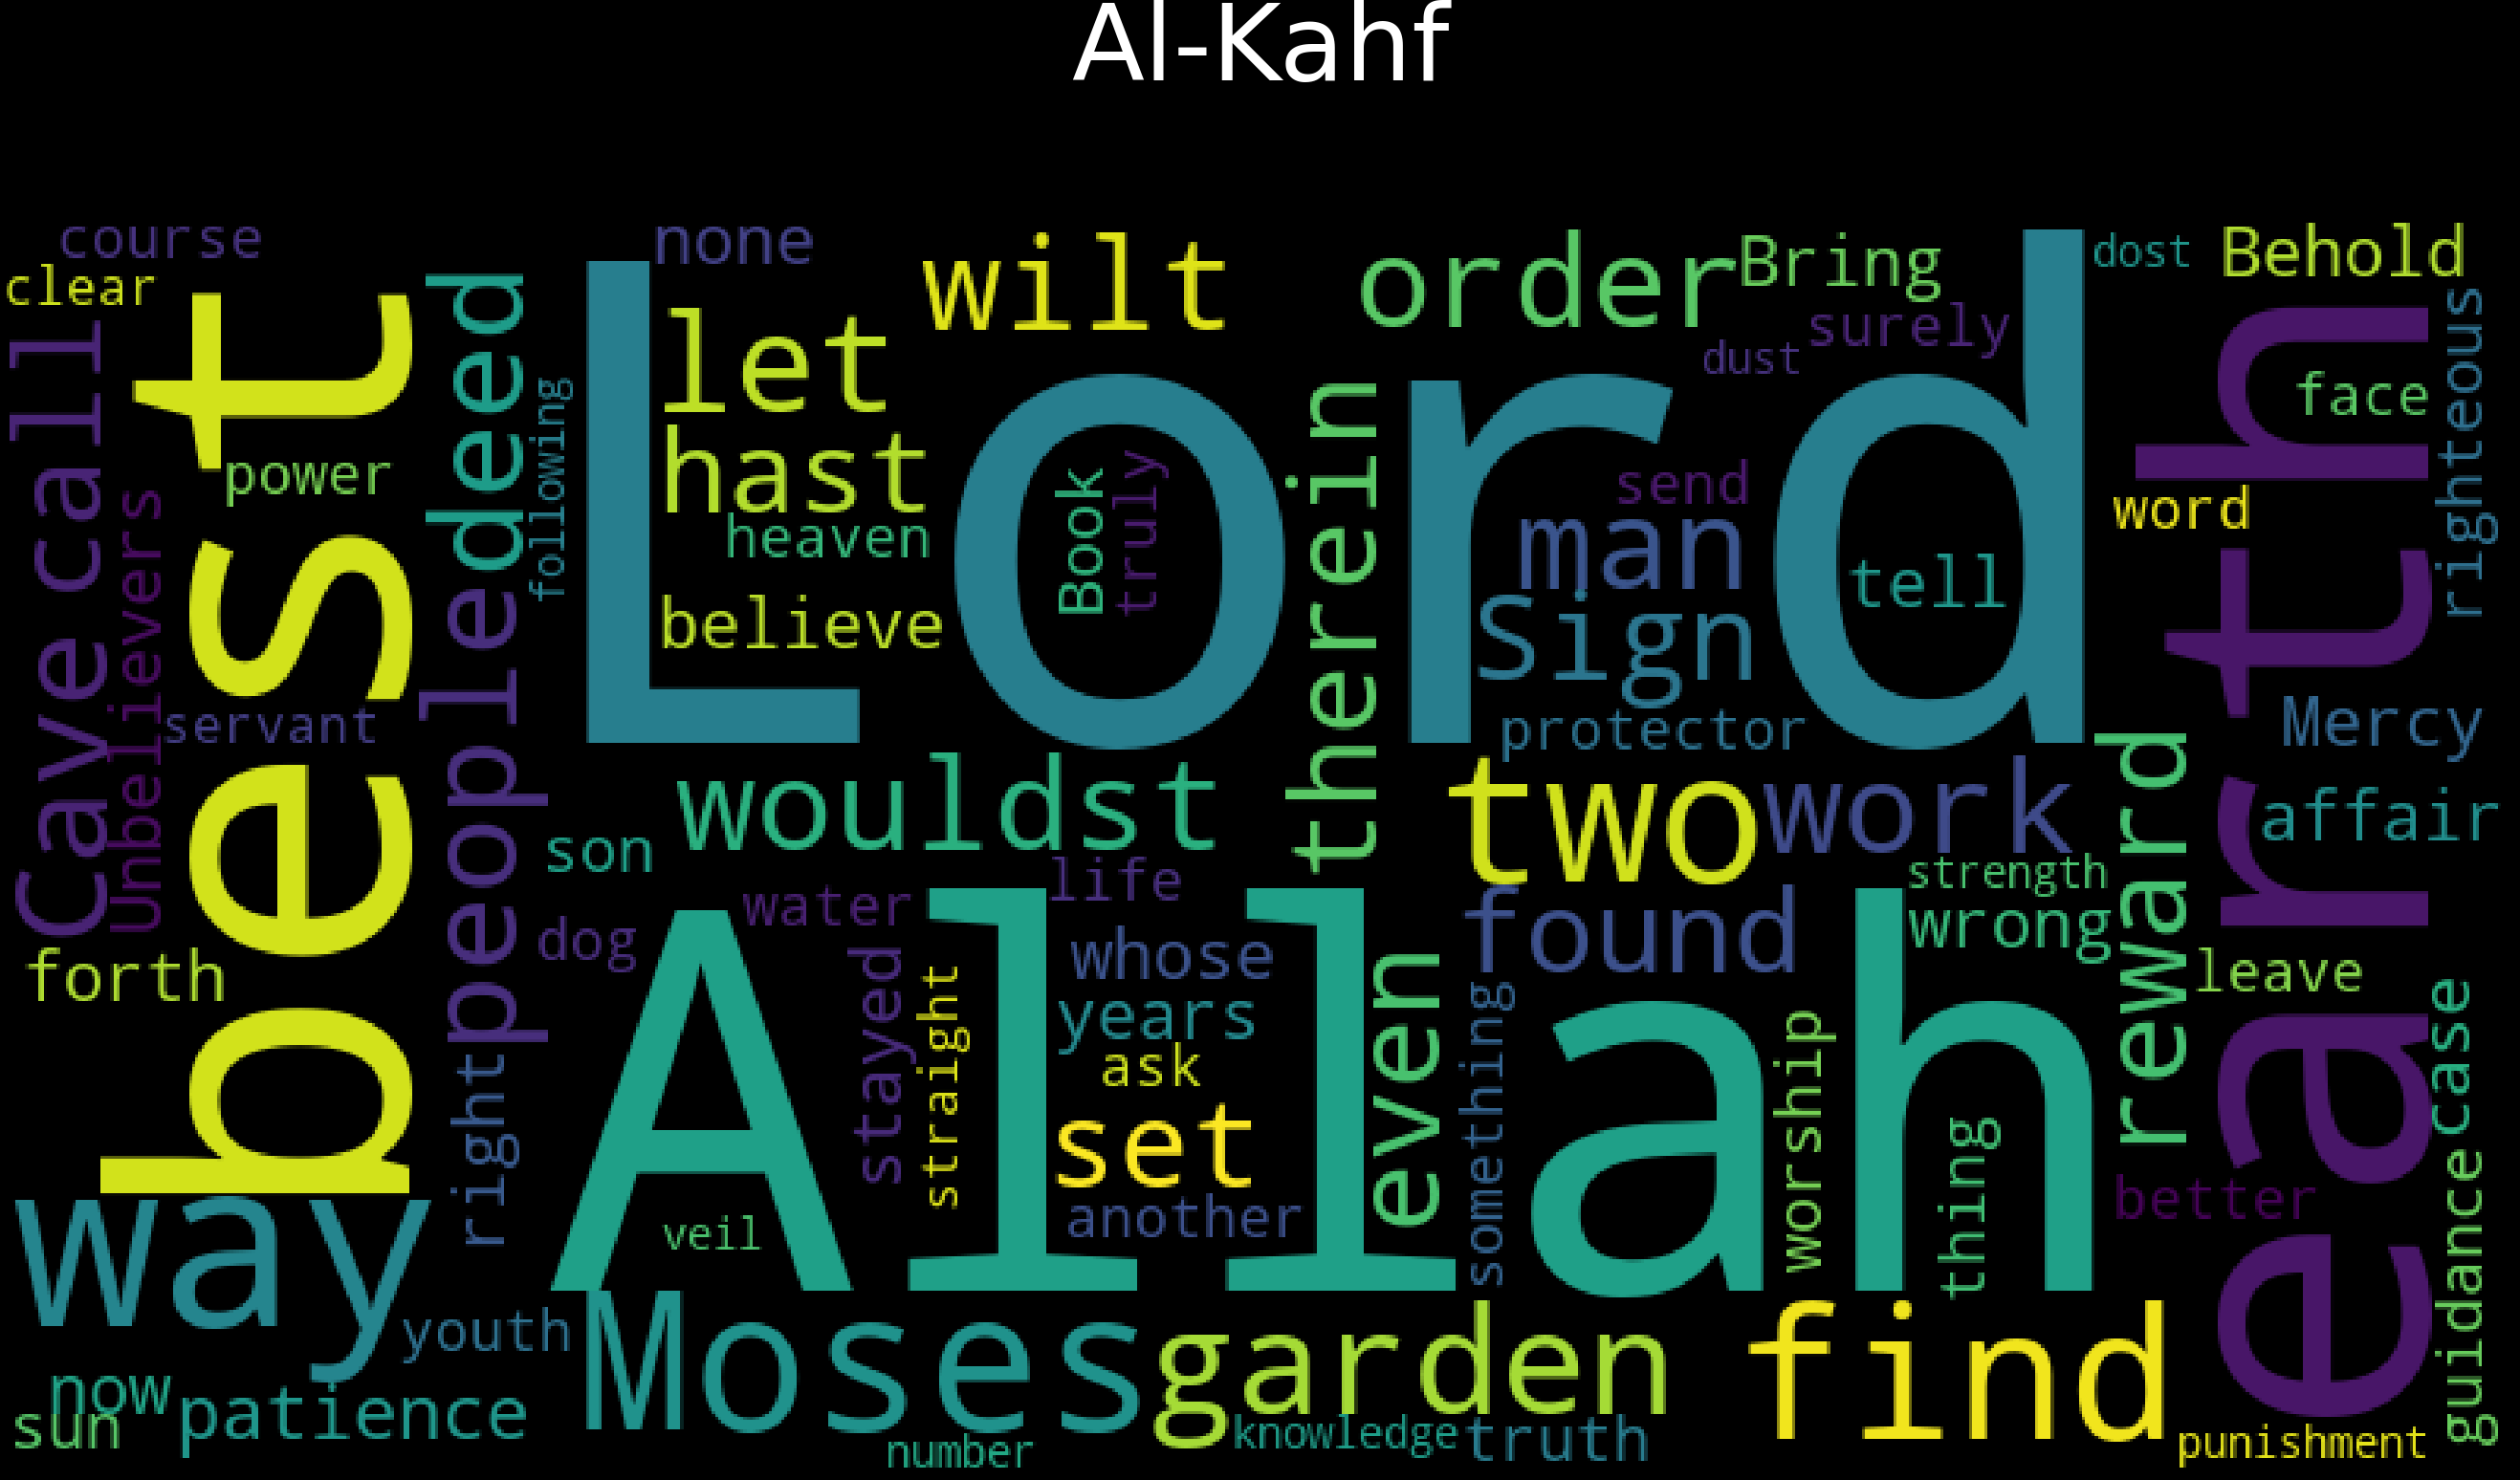 Al-Kahf
course
none
wilt
order
Bring
dost
Behold
clear
let
surely
dust
face
righteous
call
best
deed
following
Lord
hast
therein
earth
power
heaven
Book
truly
send
man
word
tell
believe
Sign
Unbelievers
people
servant
protector
Mercy
Cave
wouldst
two
work
reward
affair
son
life
strength
water
found
wrong
forth
dog
whose
leave
Allah
stayed
straight
years
even
something
worship
case
right
ask
set
thing
another
better
veil
way
guidance
youth
Moses
garden
find
now
patience
sun
knowledge
truth
number
punishment